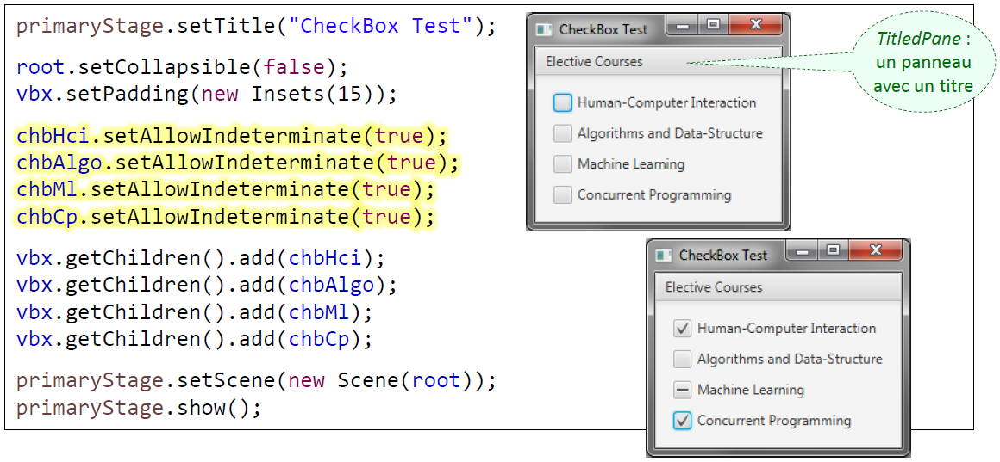 primaryStage.setTitle("CheckBox Test");
root.setCollapsible(false);
vbx.setPadding(new Insets(15));
chbHci.setAllowIndeterminate(true);
chbAlgo.setAllowIndeterminate(true);
chbMl.setAllowIndeterminate(true);
chbCp.setAllowIndeterminate(true);
vbx.getChildren().add(chbHci);
vbx.getChildren().add(chbAlgo);
vbx.getChildren().add(chbMl);
vbx.getChildren().add(chbCp);
primaryStage.setScene(new Scene(root));
primaryStage.show();
CheckBox Test
Elective Courses
Human-Computer Interaction
Algorithms and Data-Structure
Machine Learning
Concurrent Programming
TitledPane :
un panneau
avec un titre
CheckBox Test
Elective Courses
Human-Computer Interaction
Algorithms and Data-Structure
Machine Learning
Concurrent Programming